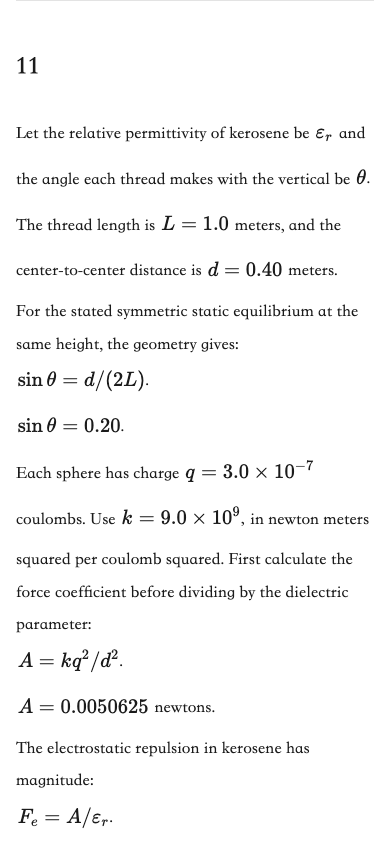 11
Let the relative permittivity of kerosene be εᵣ and
the angle each thread makes with the vertical be θ.
The thread length is L = 1.0 meters, and the
center-to-center distance is d = 0.40 meters.
For the stated symmetric static equilibrium at the
same height, the geometry gives:
sin θ = d/(2L).
sin θ = 0.20.
Each sphere has charge q = 3.0 × 10⁻⁷
coulombs. Use k = 9.0 × 10⁹, in newton meters
squared per coulomb squared. First calculate the
force coefficient before dividing by the dielectric
parameter:
A = kq²/d².
A = 0.0050625 newtons.
The electrostatic repulsion in kerosene has
magnitude:
Fₑ = A/εᵣ.